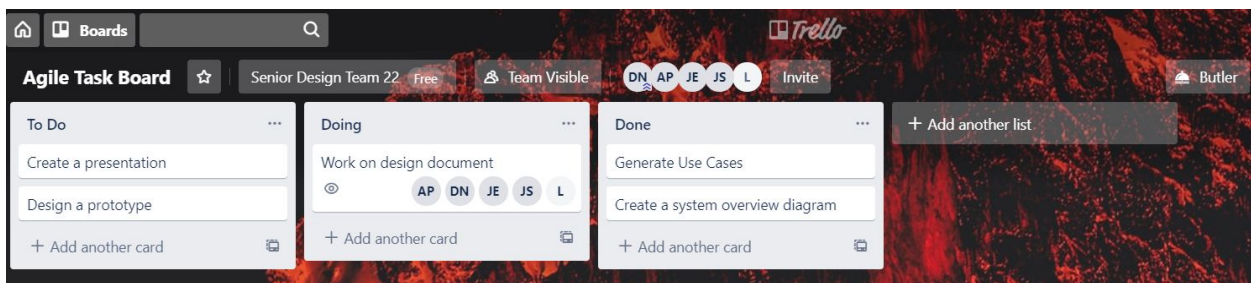 Boards
Trello
Agile Task Board
Senior Design Team 22 Free
Team Visible
DN AP JE JS L
Invite
Butler
To Do
Create a presentation
Design a prototype
+ Add another card
Doing
Work on design document
AP DN JE JS L
+ Add another card
Done
Generate Use Cases
Create a system overview diagram
+ Add another card
+ Add another list